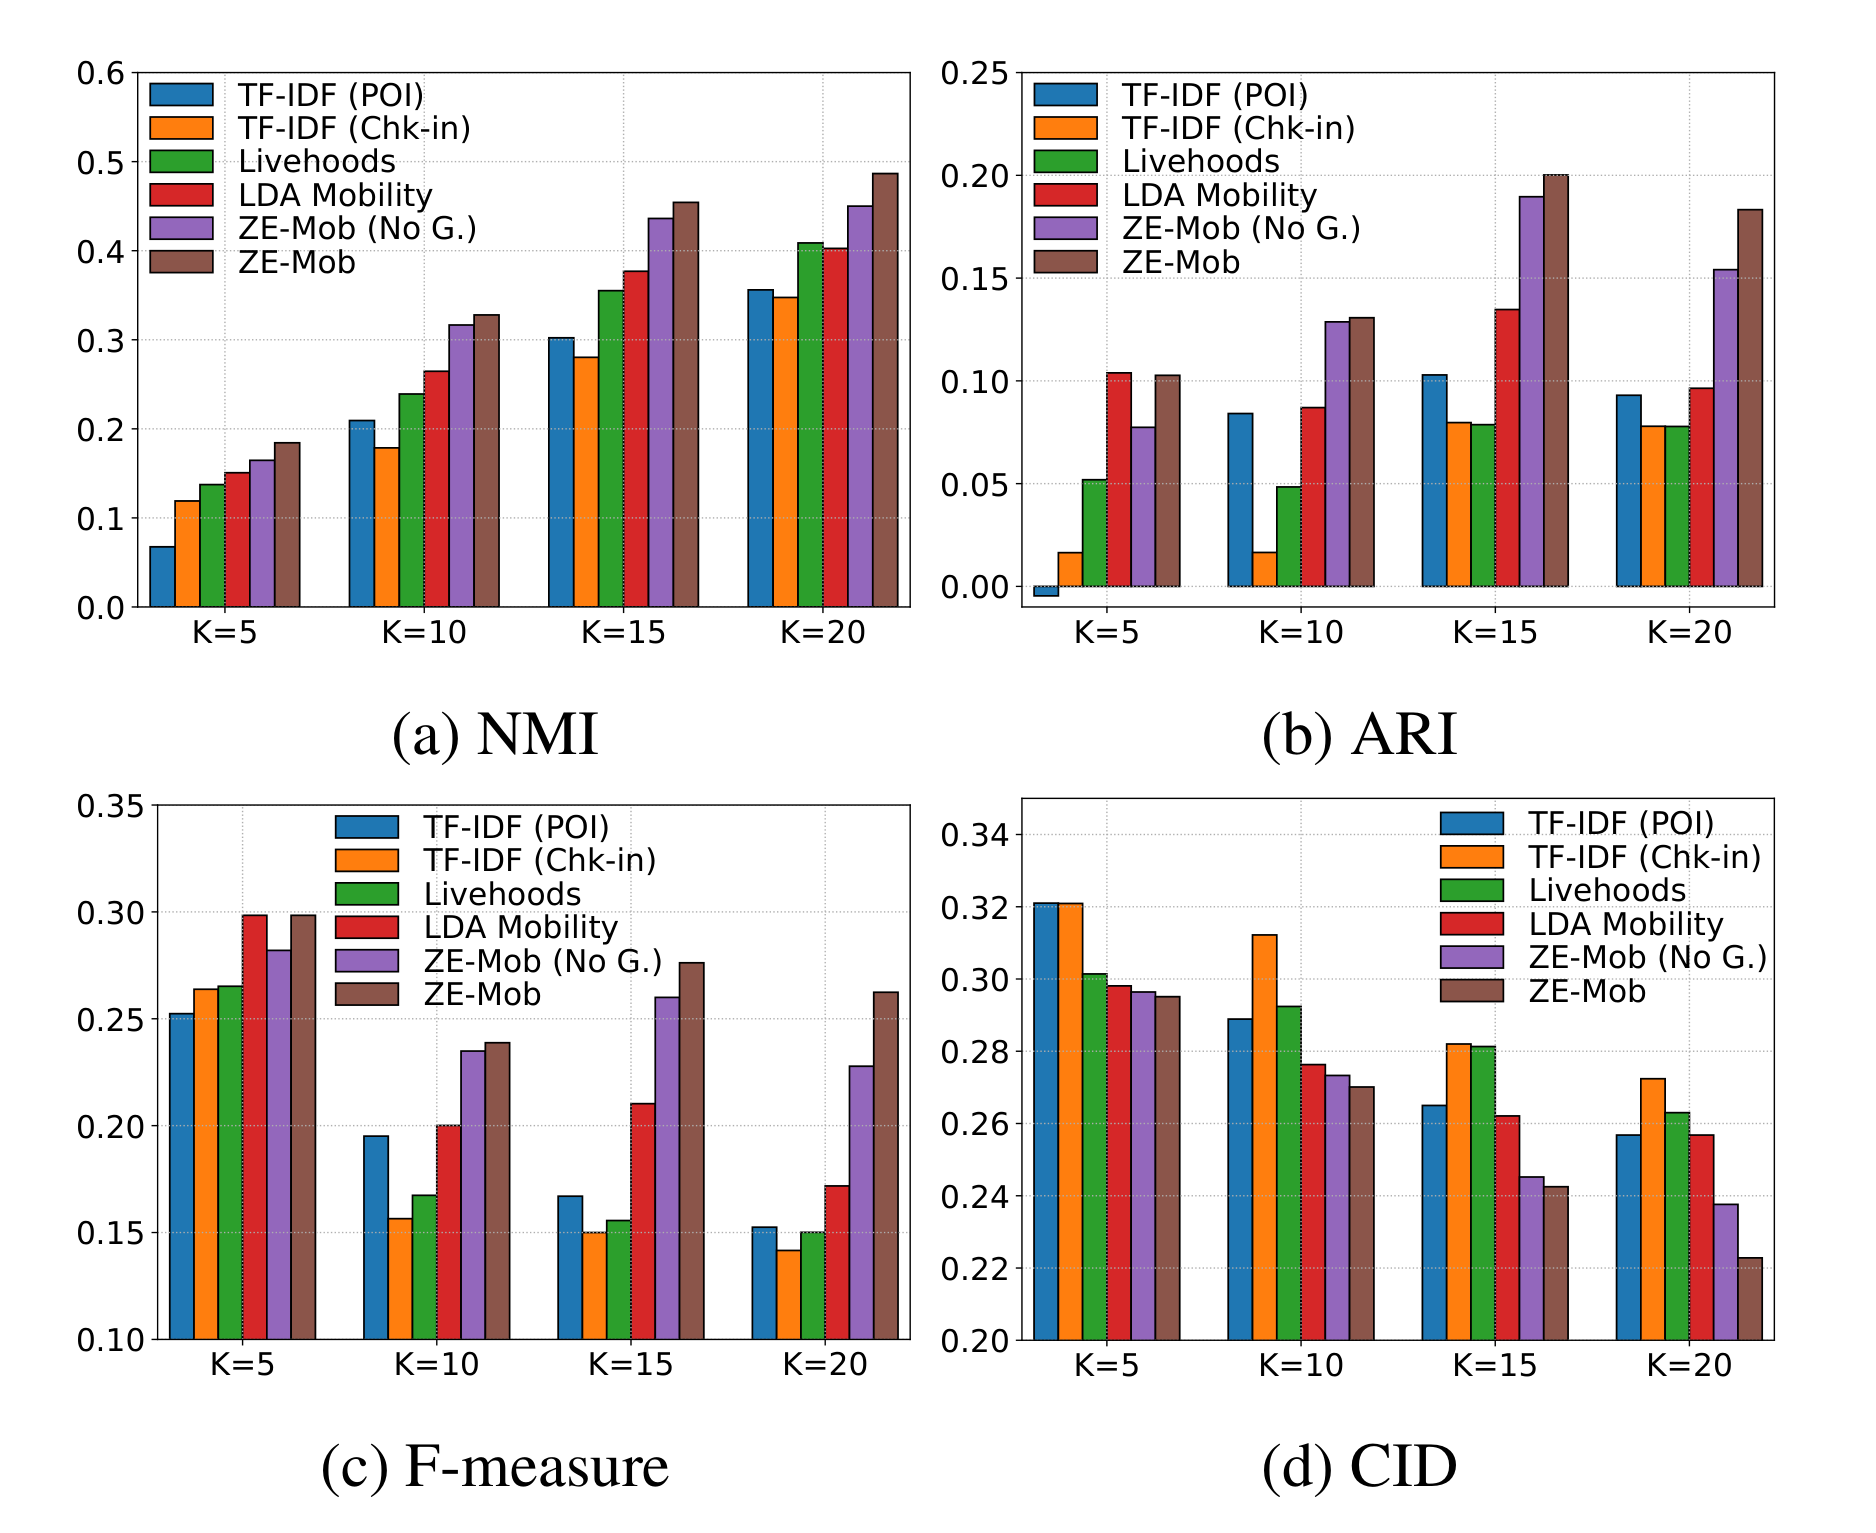 0.6
0.5
0.4
0.3
0.2
0.1
0.0
TF-IDF (POI)
TF-IDF (Chk-in)
Livehoods
LDA Mobility
ZE-Mob (No G.)
ZE-Mob
K=5 K=10 K=15 K=20
(a) NMI
0.25
0.20
0.15
0.10
0.05
0.00
TF-IDF (POI)
TF-IDF (Chk-in)
Livehoods
LDA Mobility
ZE-Mob (No G.)
ZE-Mob
K=5 K=10 K=15 K=20
(b) ARI
0.35
0.30
0.25
0.20
0.15
0.10
TF-IDF (POI)
TF-IDF (Chk-in)
Livehoods
LDA Mobility
ZE-Mob (No G.)
ZE-Mob
K=5 K=10 K=15 K=20
(c) F-measure
0.34
0.32
0.30
0.28
0.26
0.24
0.22
0.20
TF-IDF (POI)
TF-IDF (Chk-in)
Livehoods
LDA Mobility
ZE-Mob (No G.)
ZE-Mob
K=5 K=10 K=15 K=20
(d) CID